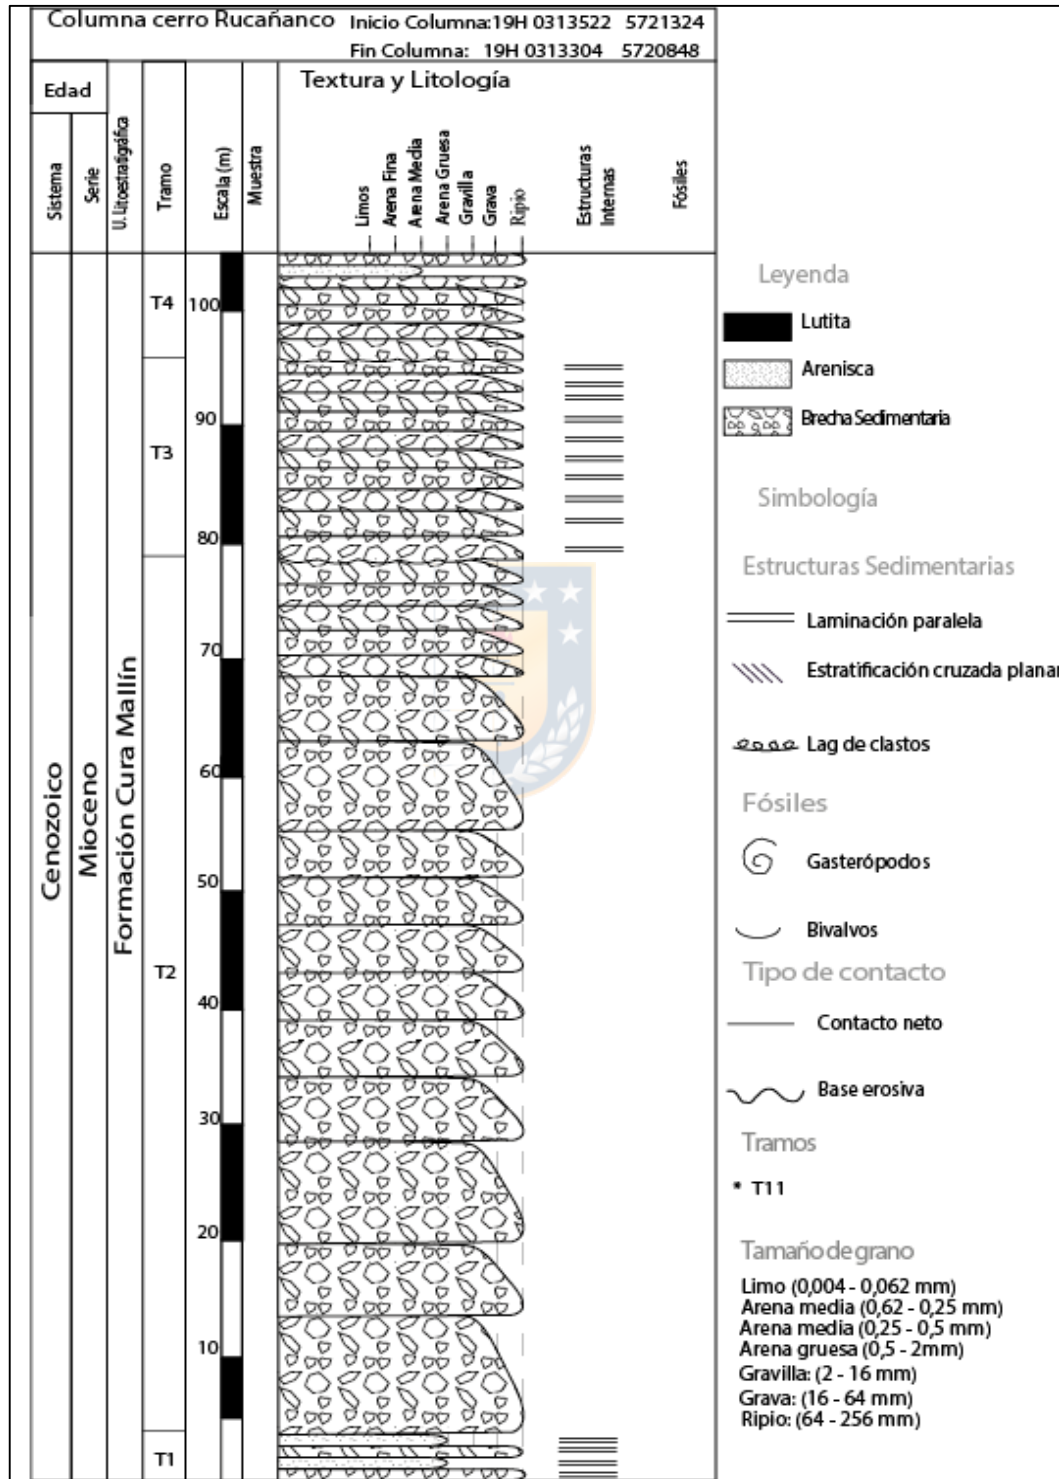 Columna cerro Rucañanco Inicio Columna:19H 0313522 5721324
Fin Columna: 19H 0313304 5720848
Edad
Textura y Litología
Sistema
Serie
U. Litoestratigráfica
Tramo
Escala (m)
Muestra
Limos
Arena Fina
Arena Media
Arena Gruesa
Gravilla
Grava
Ripio
Estructuras
Internas
Fósiles
Cenozoico
Mioceno
Formación Cura Mallín
T4
T3
T2
T1
100
90
80
70
60
50
40
30
20
10
Leyenda
Lutita
Arenisca
Brecha Sedimentaria
Simbología
Estructuras Sedimentarias
Laminación paralela
Estratificación cruzada planar
Lag de clastos
Fósiles
Gasterópodos
Bivalvos
Tipo de contacto
Contacto neto
Base erosiva
Tramos
* T11
Tamaño de grano
Limo (0,004 - 0,062 mm)
Arena media (0,62 - 0,25 mm)
Arena media (0,25 - 0,5 mm)
Arena gruesa (0,5 - 2mm)
Gravilla: (2 - 16 mm)
Grava: (16 - 64 mm)
Ripio: (64 - 256 mm)